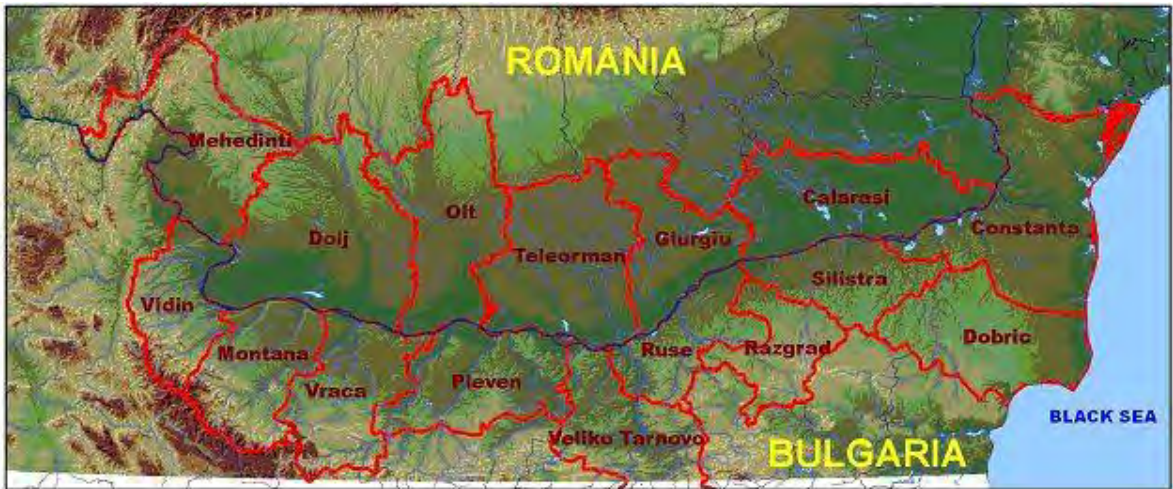 ROMANIA
Mehedinti
Calarasi
Olt
Constanta
Dolj
Giurgiu
Teleorman
Silistra
Vidin
Dobric
Ruse
Razgrad
Montana
Pleven
Vraca
BLACK SEA
Veliko Tarnovo
BULGARIA